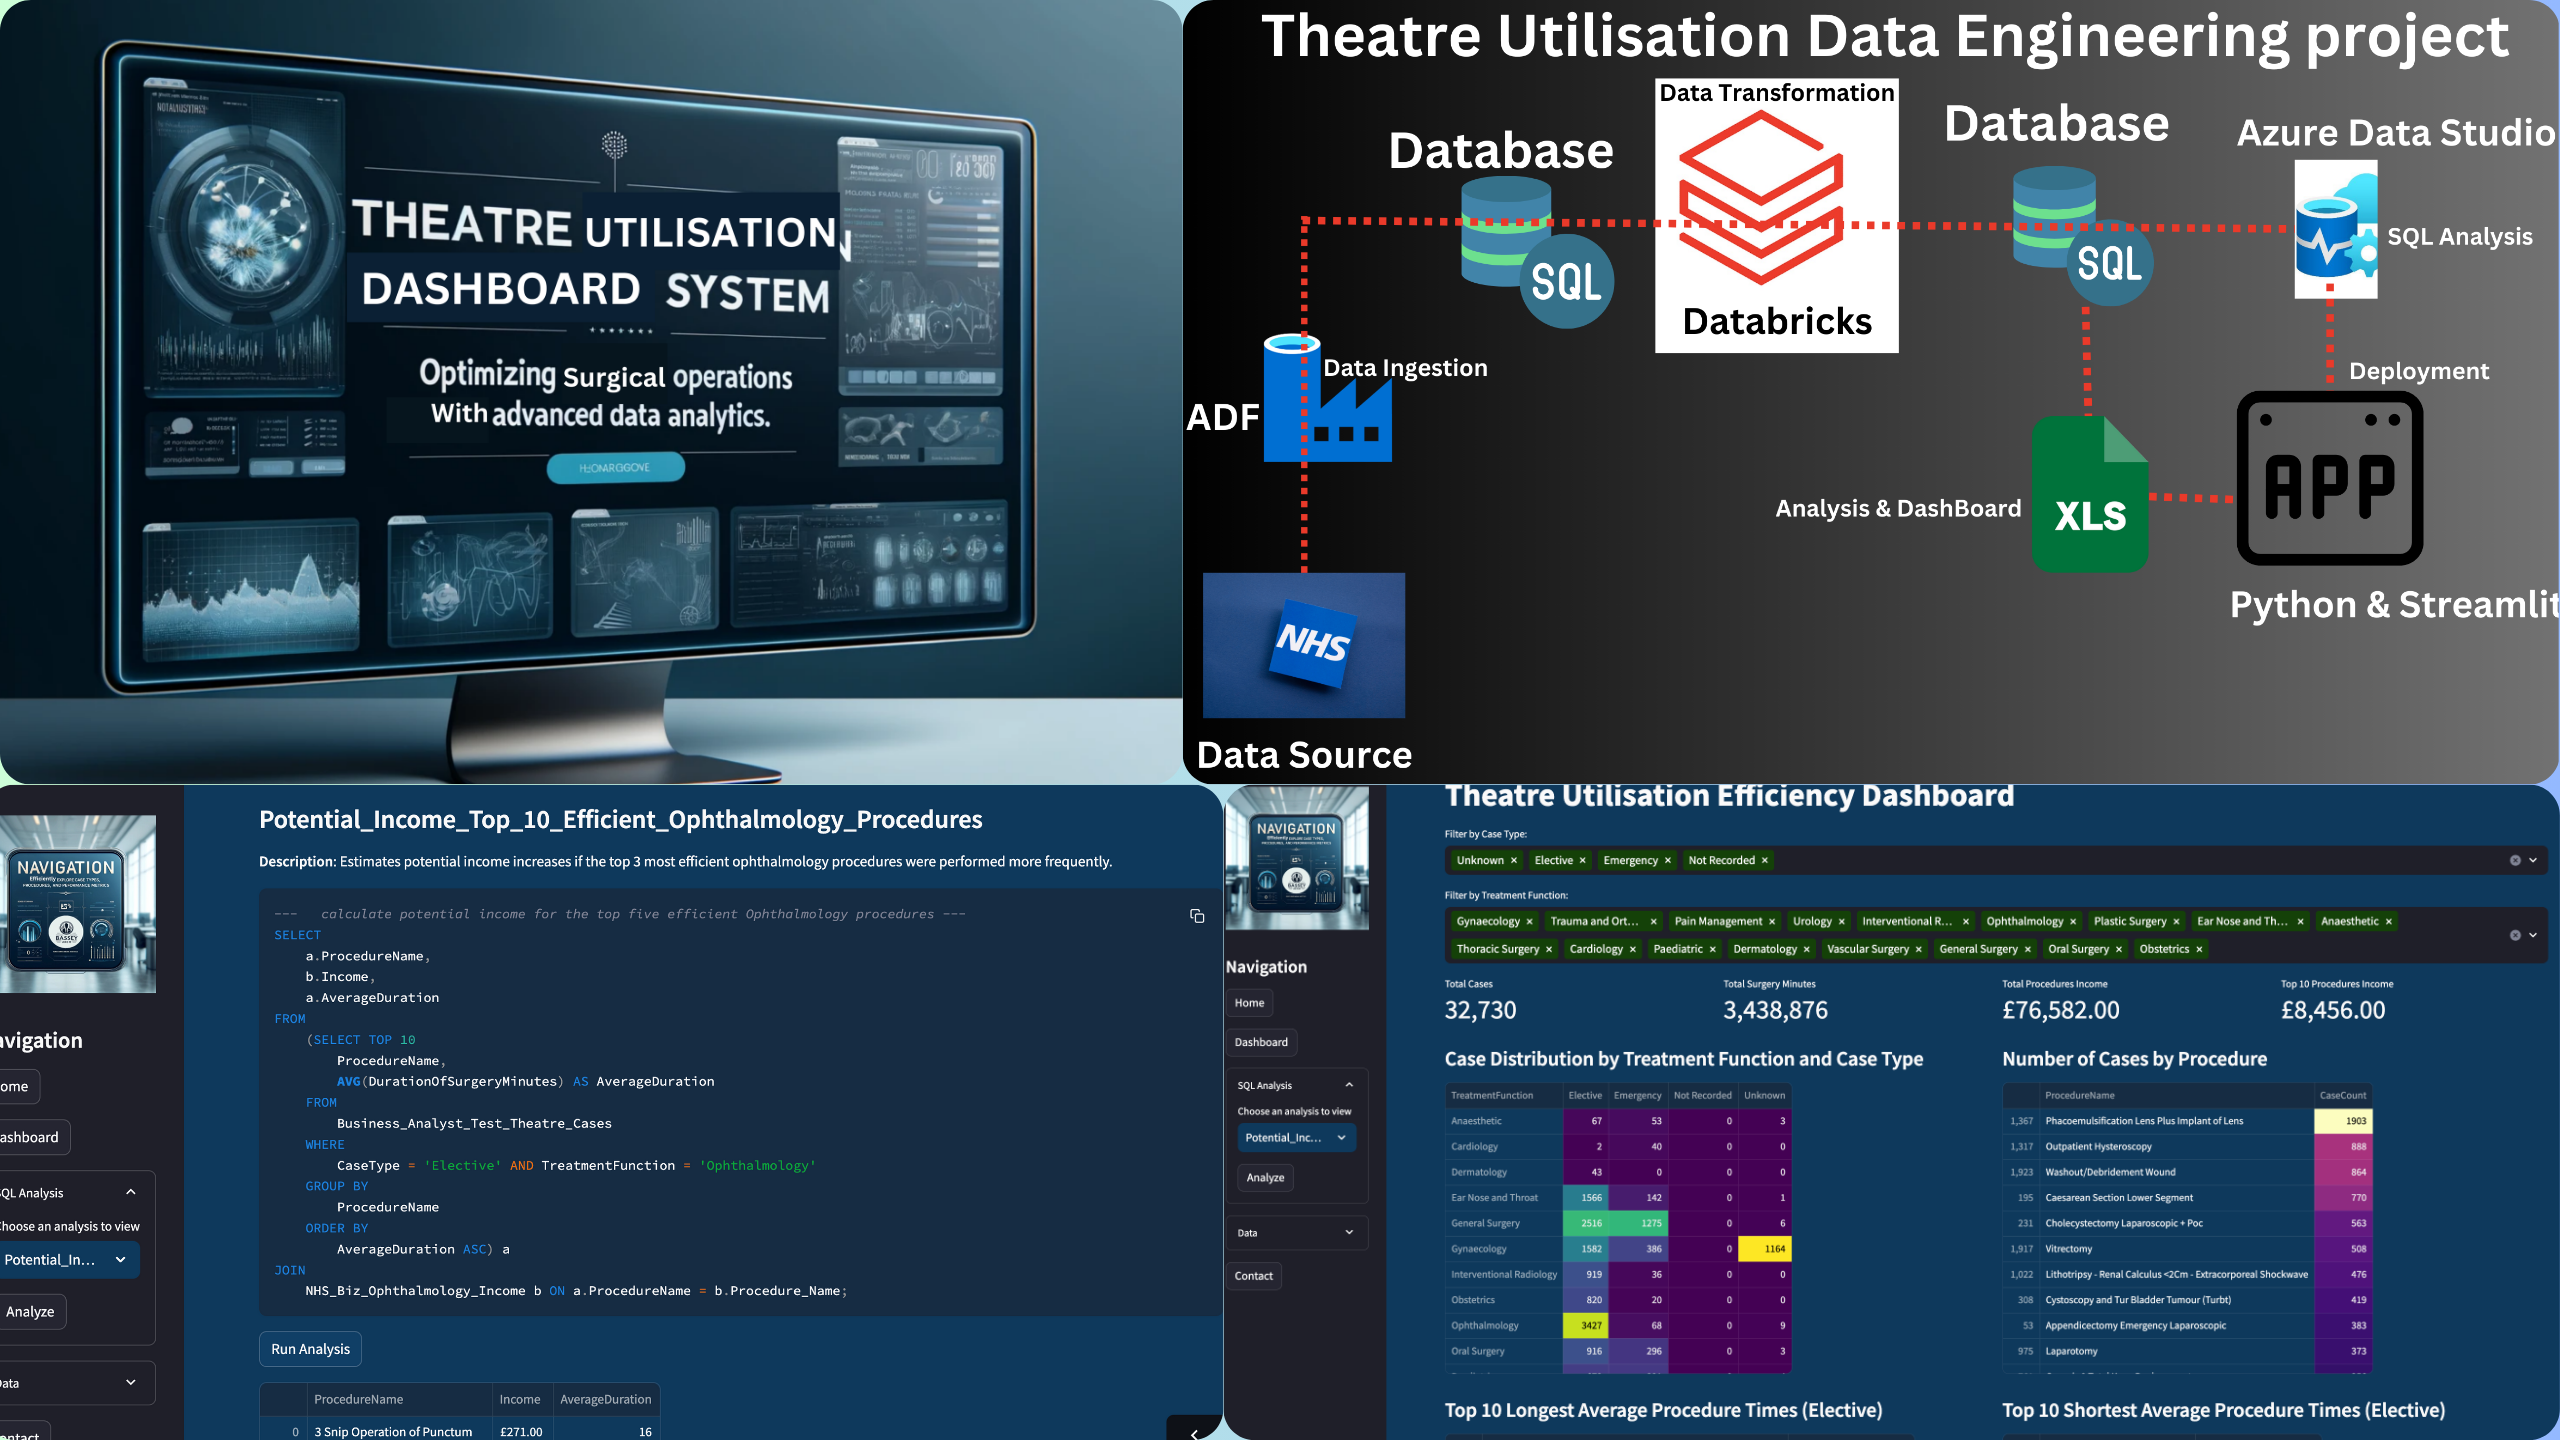 THEATRE UTILISATION
DASHBOARD SYSTEM
Optimizing Surgical operations
With advanced data analytics.
Theatre Utilisation Data Engineering project
Data Transformation
Database
Database
Azure Data Studio
SQL
Databricks
SQL
SQL Analysis
Data Ingestion
ADF
Deployment
Analysis & DashBoard
XLS
APP
Python & Streamlit
NHS
Data Source
NAVIGATION
BASSEY
avigation
ome
ashboard
QL Analysis
hoose an analysis to view
Potential_In...
Analyze
Data
ontact
Potential_Income_Top_10_Efficient_Ophthalmology_Procedures
Description: Estimates potential income increases if the top 3 most efficient ophthalmology procedures were performed more frequently.
--- calculate potential income for the top five efficient Ophthalmology procedures ---
SELECT
a.ProcedureName,
b.Income,
a.AverageDuration
FROM
(SELECT TOP 10
ProcedureName,
AVG(DurationOfSurgeryMinutes) AS AverageDuration
FROM
Business_Analyst_Test_Theatre_Cases
WHERE
CaseType = 'Elective' AND TreatmentFunction = 'Ophthalmology'
GROUP BY
ProcedureName
ORDER BY
AverageDuration ASC) a
JOIN
NHS_Biz_Ophthalmology_Income b ON a.ProcedureName = b.Procedure_Name;
Run Analysis
ProcedureName Income AverageDuration
0 3 Snip Operation of Punctum £271.00 16
NAVIGATION
Navigation
Home
Dashboard
SQL Analysis
Choose an analysis to view
Potential_Inc...
Analyze
Data
Contact
Theatre Utilisation Efficiency Dashboard
Filter by Case Type:
Unknown × Elective × Emergency × Not Recorded ×
Filter by Treatment Function:
Gynaecology × Trauma and Ort... × Pain Management × Urology × Interventional R... × Ophthalmology × Plastic Surgery × Ear Nose and Th... × Anaesthetic ×
Thoracic Surgery × Cardiology × Paediatric × Dermatology × Vascular Surgery × General Surgery × Oral Surgery × Obstetrics ×
Total Cases Total Surgery Minutes Total Procedures Income Top 10 Procedures Income
32,730 3,438,876 £76,582.00 £8,456.00
Case Distribution by Treatment Function and Case Type
TreatmentFunction Elective Emergency Not Recorded Unknown
Anaesthetic 67 53 0 3
Cardiology 2 40 0 0
Dermatology 43 0 0 0
Ear Nose and Throat 1566 142 0 1
General Surgery 2516 1275 0 6
Gynaecology 1582 386 0 1164
Interventional Radiology 919 36 0 0
Obstetrics 820 20 0 0
Ophthalmology 3427 68 0 9
Oral Surgery 916 296 0 3
Number of Cases by Procedure
ProcedureName CaseCount
1,367 Phacoemulsification Lens Plus Implant of Lens 1903
1,317 Outpatient Hysteroscopy 888
1,923 Washout/Debridement Wound 864
195 Caesarean Section Lower Segment 770
231 Cholecystectomy Laparoscopic + Poc 563
1,917 Vitrectomy 508
1,022 Lithotripsy - Renal Calculus <2Cm - Extracorporeal Shockwave 476
308 Cystoscopy and Tur Bladder Tumour (Turbt) 419
53 Appendicectomy Emergency Laparoscopic 383
975 Laparotomy 373
Top 10 Longest Average Procedure Times (Elective)
Top 10 Shortest Average Procedure Times (Elective)